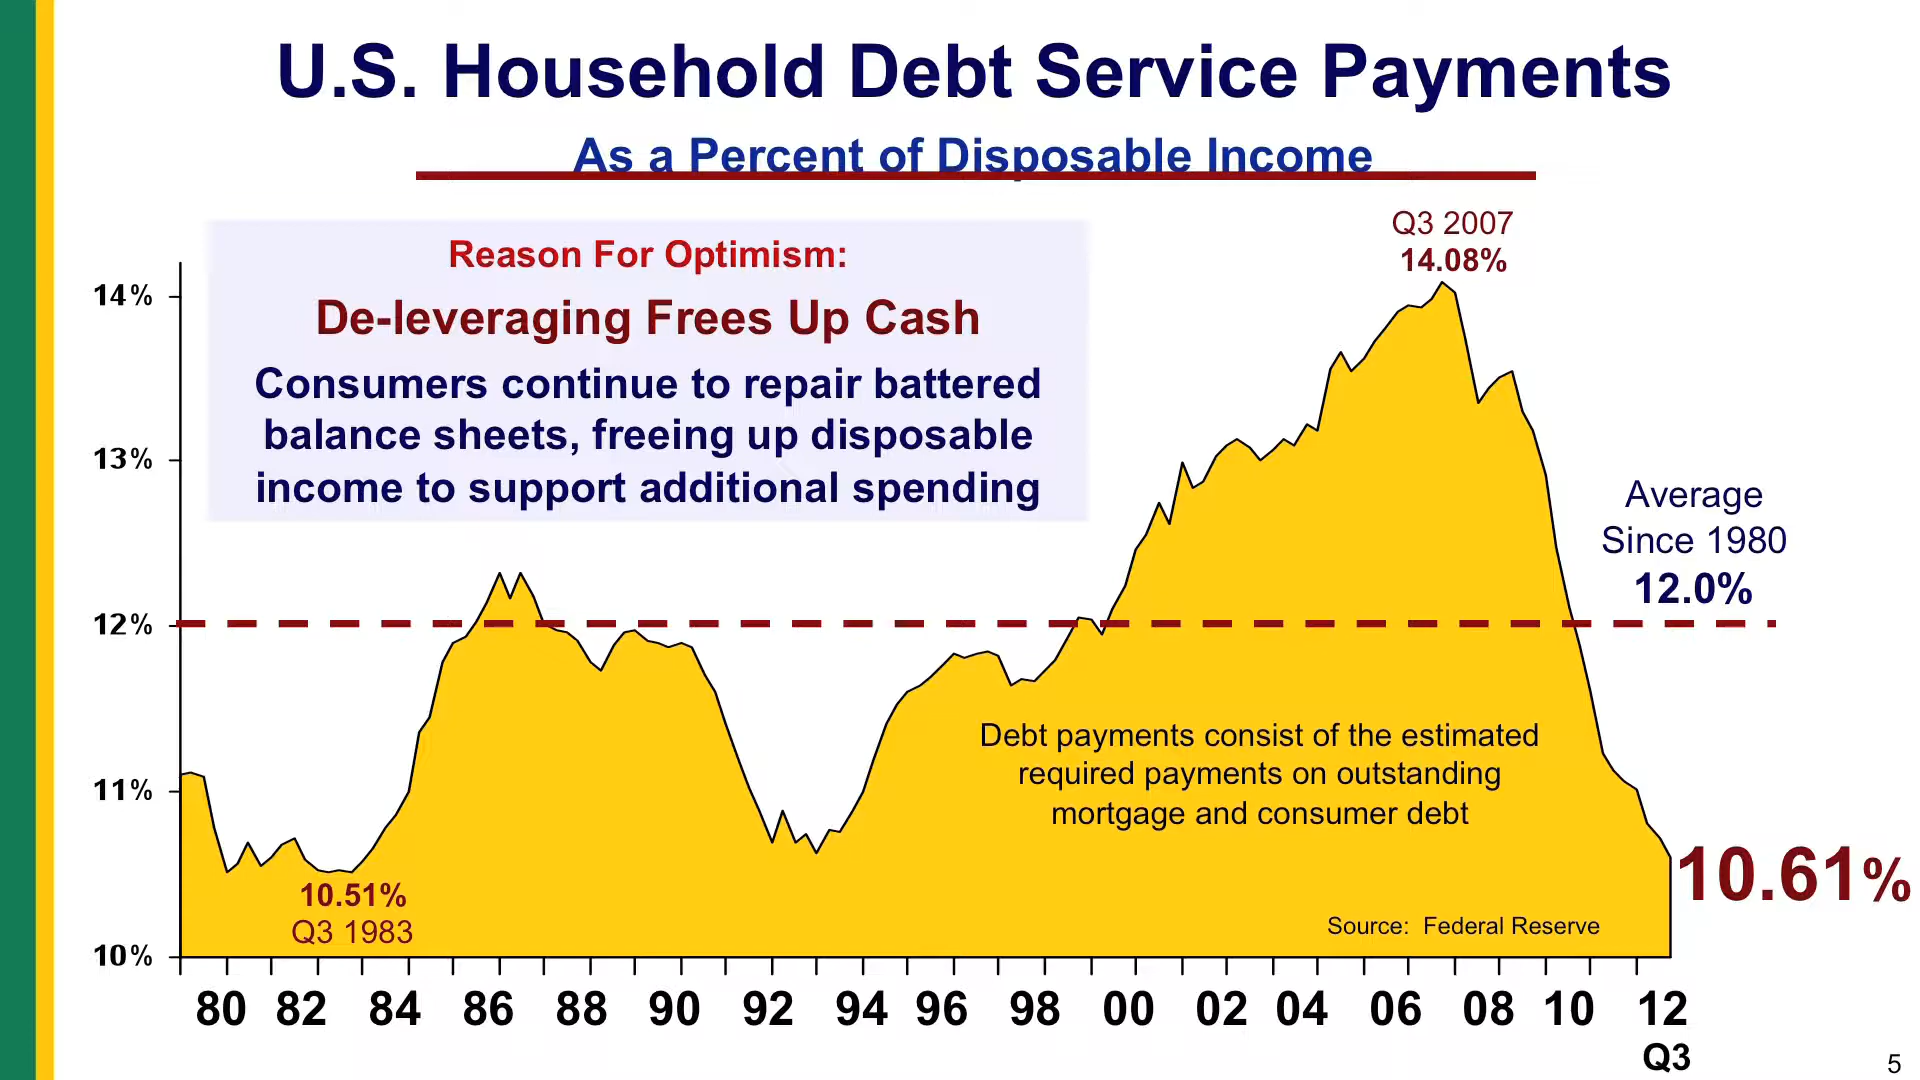 U.S. Household Debt Service Payments
As a Percent of Disposable Income
Reason For Optimism:
De-leveraging Frees Up Cash
Consumers continue to repair battered
balance sheets, freeing up disposable
income to support additional spending
Q3 2007
14.08%
14%
13%
12%
11%
10%
Average
Since 1980
12.0%
Debt payments consist of the estimated
required payments on outstanding
mortgage and consumer debt
10.61%
10.51%
Q3 1983
Source: Federal Reserve
80 82 84 86 88 90 92 94 96 98 00 02 04 06 08 10 12
Q3
5